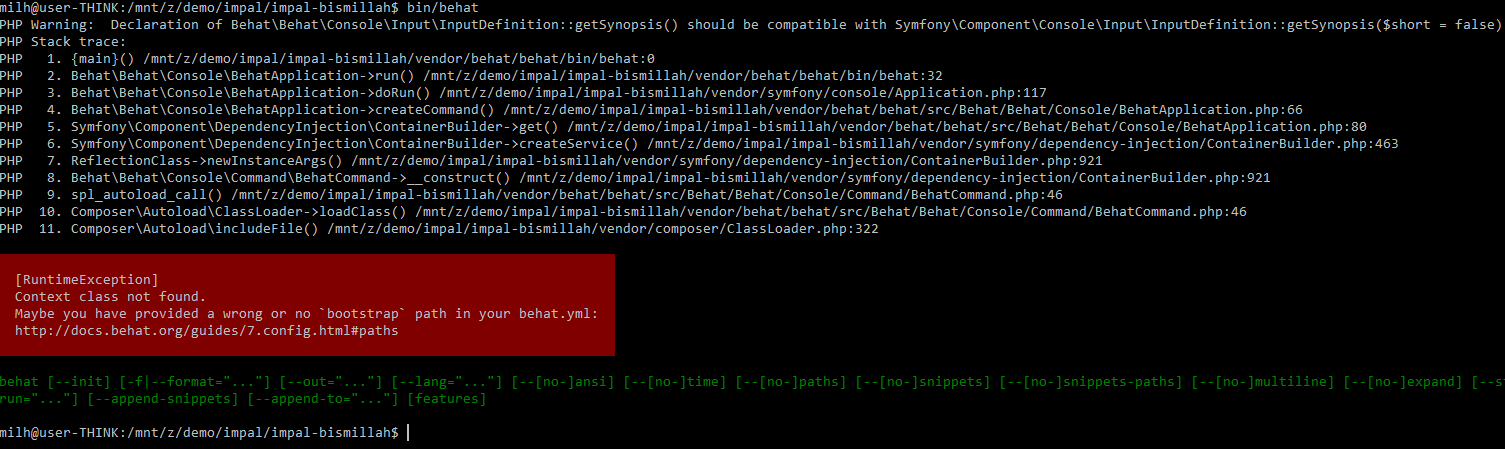 milh@user-THINK:/mnt/z/demo/impal/impal-bismillah$ bin/behat
PHP Warning:  Declaration of Behat\Behat\Console\Input\InputDefinition::getSynopsis() should be compatible with Symfony\Component\Console\Input\InputDefinition::getSynopsis($short = false)
PHP Stack trace:
PHP   1. {main}() /mnt/z/demo/impal/impal-bismillah/vendor/behat/behat/bin/behat:0
PHP   2. Behat\Behat\Console\BehatApplication->run() /mnt/z/demo/impal/impal-bismillah/vendor/behat/behat/bin/behat:32
PHP   3. Behat\Behat\Console\BehatApplication->doRun() /mnt/z/demo/impal/impal-bismillah/vendor/symfony/console/Application.php:117
PHP   4. Behat\Behat\Console\BehatApplication->createCommand() /mnt/z/demo/impal/impal-bismillah/vendor/behat/behat/src/Behat/Behat/Console/BehatApplication.php:66
PHP   5. Symfony\Component\DependencyInjection\ContainerBuilder->get() /mnt/z/demo/impal/impal-bismillah/vendor/behat/behat/src/Behat/Behat/Console/BehatApplication.php:80
PHP   6. Symfony\Component\DependencyInjection\ContainerBuilder->createService() /mnt/z/demo/impal/impal-bismillah/vendor/symfony/dependency-injection/ContainerBuilder.php:463
PHP   7. ReflectionClass->newInstanceArgs() /mnt/z/demo/impal/impal-bismillah/vendor/symfony/dependency-injection/ContainerBuilder.php:921
PHP   8. Behat\Behat\Console\Command\BehatCommand->__construct() /mnt/z/demo/impal/impal-bismillah/vendor/symfony/dependency-injection/ContainerBuilder.php:921
PHP   9. spl_autoload_call() /mnt/z/demo/impal/impal-bismillah/vendor/behat/behat/src/Behat/Behat/Console/Command/BehatCommand.php:46
PHP  10. Composer\Autoload\ClassLoader->loadClass() /mnt/z/demo/impal/impal-bismillah/vendor/behat/behat/src/Behat/Behat/Console/Command/BehatCommand.php:46
PHP  11. Composer\Autoload\includeFile() /mnt/z/demo/impal/impal-bismillah/vendor/composer/ClassLoader.php:322
[RuntimeException]
Context class not found.
Maybe you have provided a wrong or no `bootstrap` path in your behat.yml:
http://docs.behat.org/guides/7.config.html#paths
behat [--init] [-f|--format="..."] [--out="..."] [--lang="..."] [--[no-]ansi] [--[no-]time] [--[no-]paths] [--[no-]snippets] [--[no-]snippets-paths] [--[no-]multiline] [--[no-]expand] [--st
run="..."] [--append-snippets] [--append-to="..."] [features]
milh@user-THINK:/mnt/z/demo/impal/impal-bismillah$